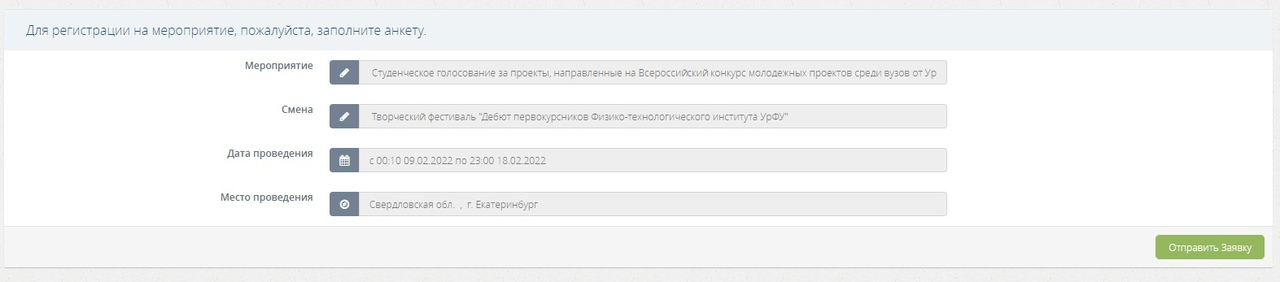 Для регистрации на мероприятие, пожалуйста, заполните анкету.
Мероприятие
Студенческое голосование за проекты, направленные на Всероссийский конкурс молодежных проектов среди вузов от Ур
Смена
Творческий фестиваль "Дебют первокурсников Физико-технологического института УрФУ"
Дата проведения
с 00:10 09.02.2022 по 23:00 18.02.2022
Место проведения
Свердловская обл. , г. Екатеринбург
Отправить Заявку